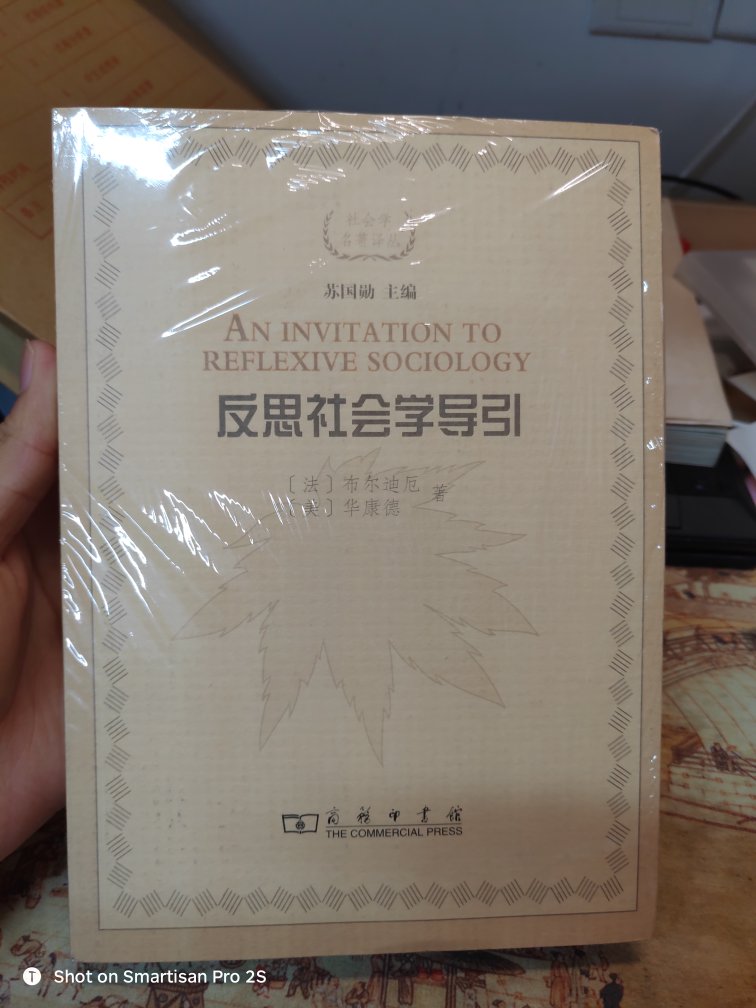 社会学
名著译丛
苏国勋 主编
AN INVITATION TO
REFLEXIVE SOCIOLOGY
反思社会学导引
〔法〕布尔迪厄
〔美〕华康德
著
商务印书馆
THE COMMERCIAL PRESS
T Shot on Smartisan Pro 2S